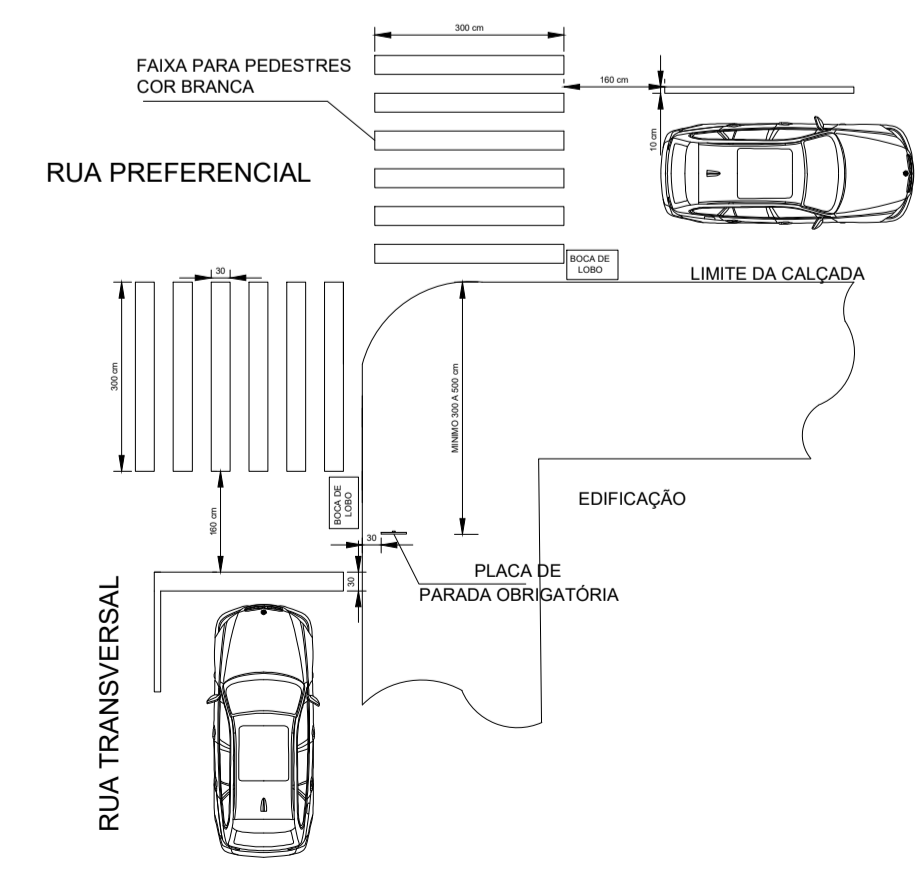 300 cm
FAIXA PARA PEDESTRES
COR BRANCA
160 cm
10 cm
RUA PREFERENCIAL
BOCA DE
LOBO
LIMITE DA CALÇADA
30
300 cm
MINIMO 300 A 500 cm
EDIFICAÇÃO
BOCA DE
LOBO
160 cm
30
PLACA DE
PARADA OBRIGATÓRIA
30
RUA TRANSVERSAL